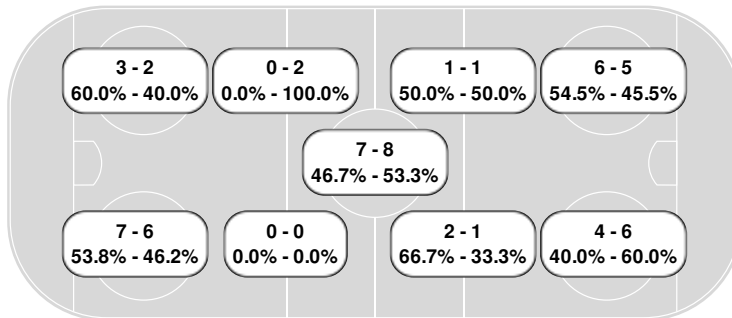 3 - 2
60.0% - 40.0%
0 - 2
0.0% - 100.0%
1 - 1
50.0% - 50.0%
6 - 5
54.5% - 45.5%
7 - 8
46.7% - 53.3%
7 - 6
53.8% - 46.2%
0 - 0
0.0% - 0.0%
2 - 1
66.7% - 33.3%
4 - 6
40.0% - 60.0%